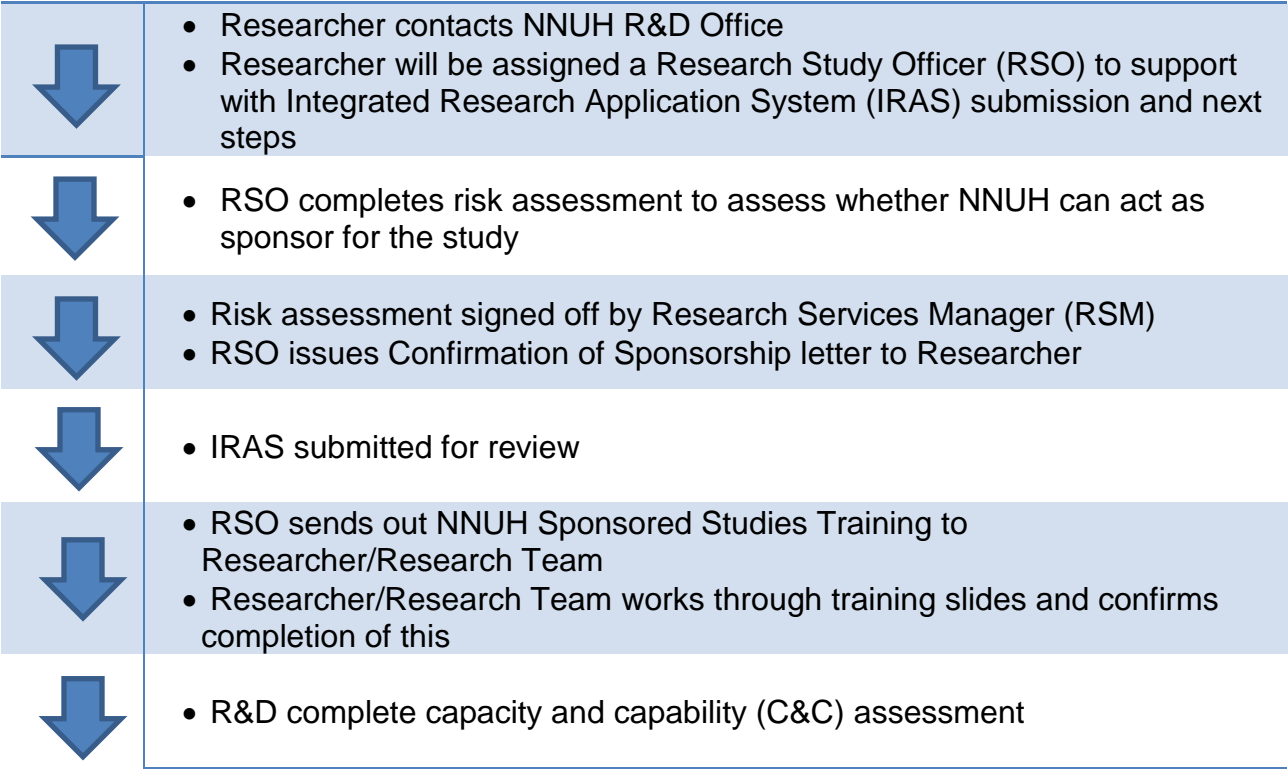 • Researcher contacts NNUH R&D Office
• Researcher will be assigned a Research Study Officer (RSO) to support
with Integrated Research Application System (IRAS) submission and next
steps
• RSO completes risk assessment to assess whether NNUH can act as
sponsor for the study
• Risk assessment signed off by Research Services Manager (RSM)
• RSO issues Confirmation of Sponsorship letter to Researcher
• IRAS submitted for review
• RSO sends out NNUH Sponsored Studies Training to
Researcher/Research Team
• Researcher/Research Team works through training slides and confirms
completion of this
• R&D complete capacity and capability (C&C) assessment